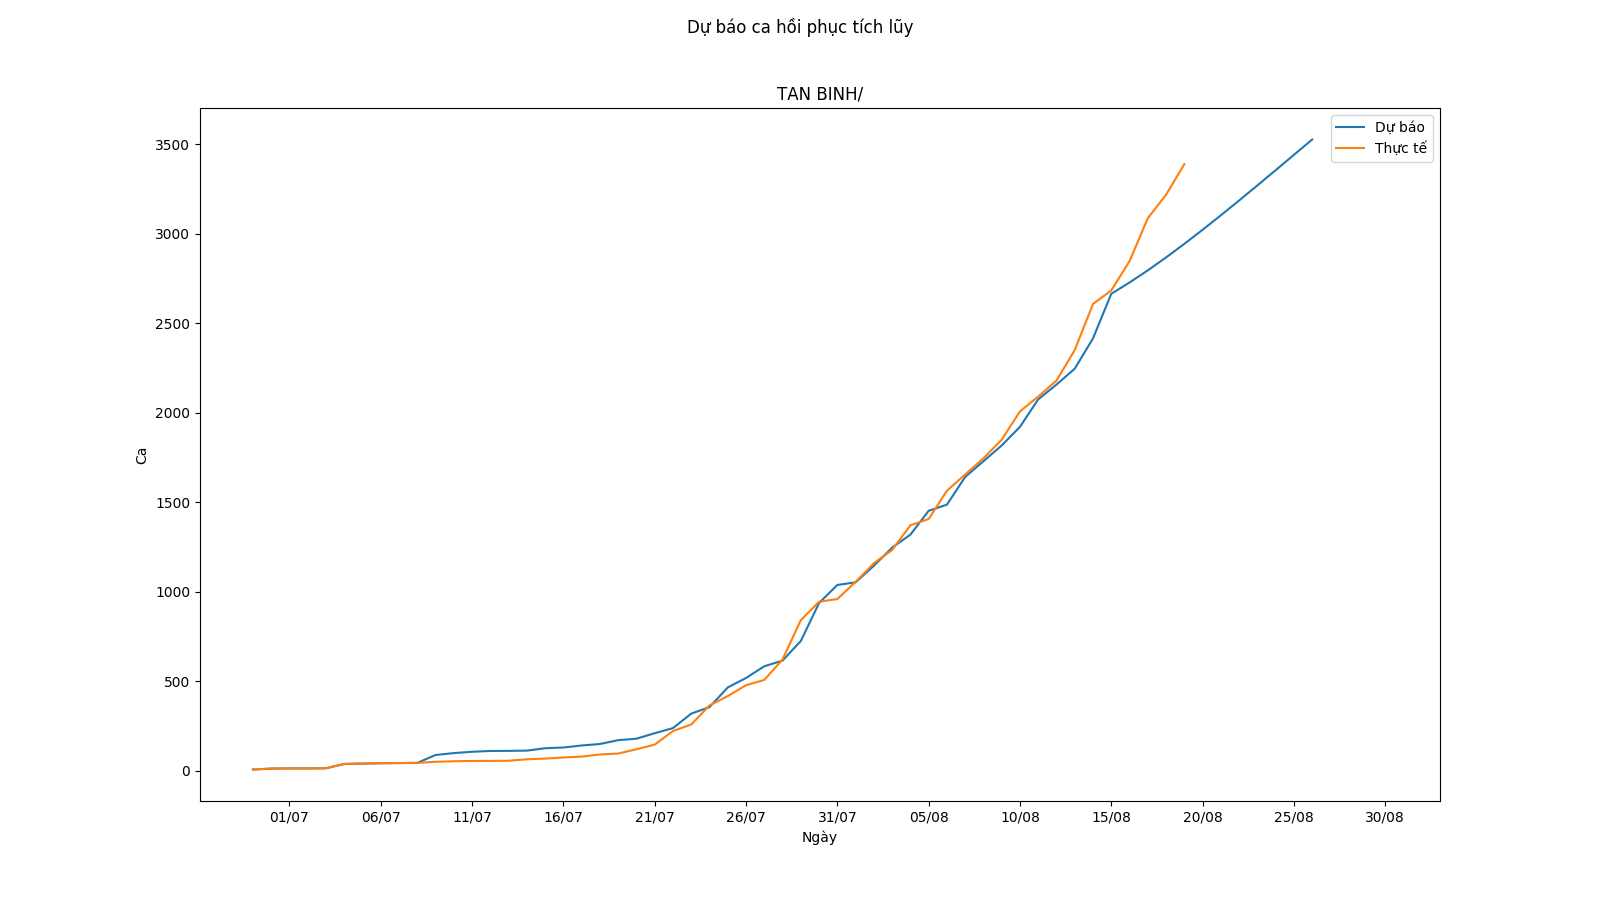 Dự báo ca hồi phục tích lũy
TAN BINH/
Dự báo
Thực tế
3500
3000
2500
2000
1500
1000
500
0
Ca
01/07 06/07 11/07 16/07 21/07 26/07 31/07 05/08 10/08 15/08 20/08 25/08 30/08
Ngày